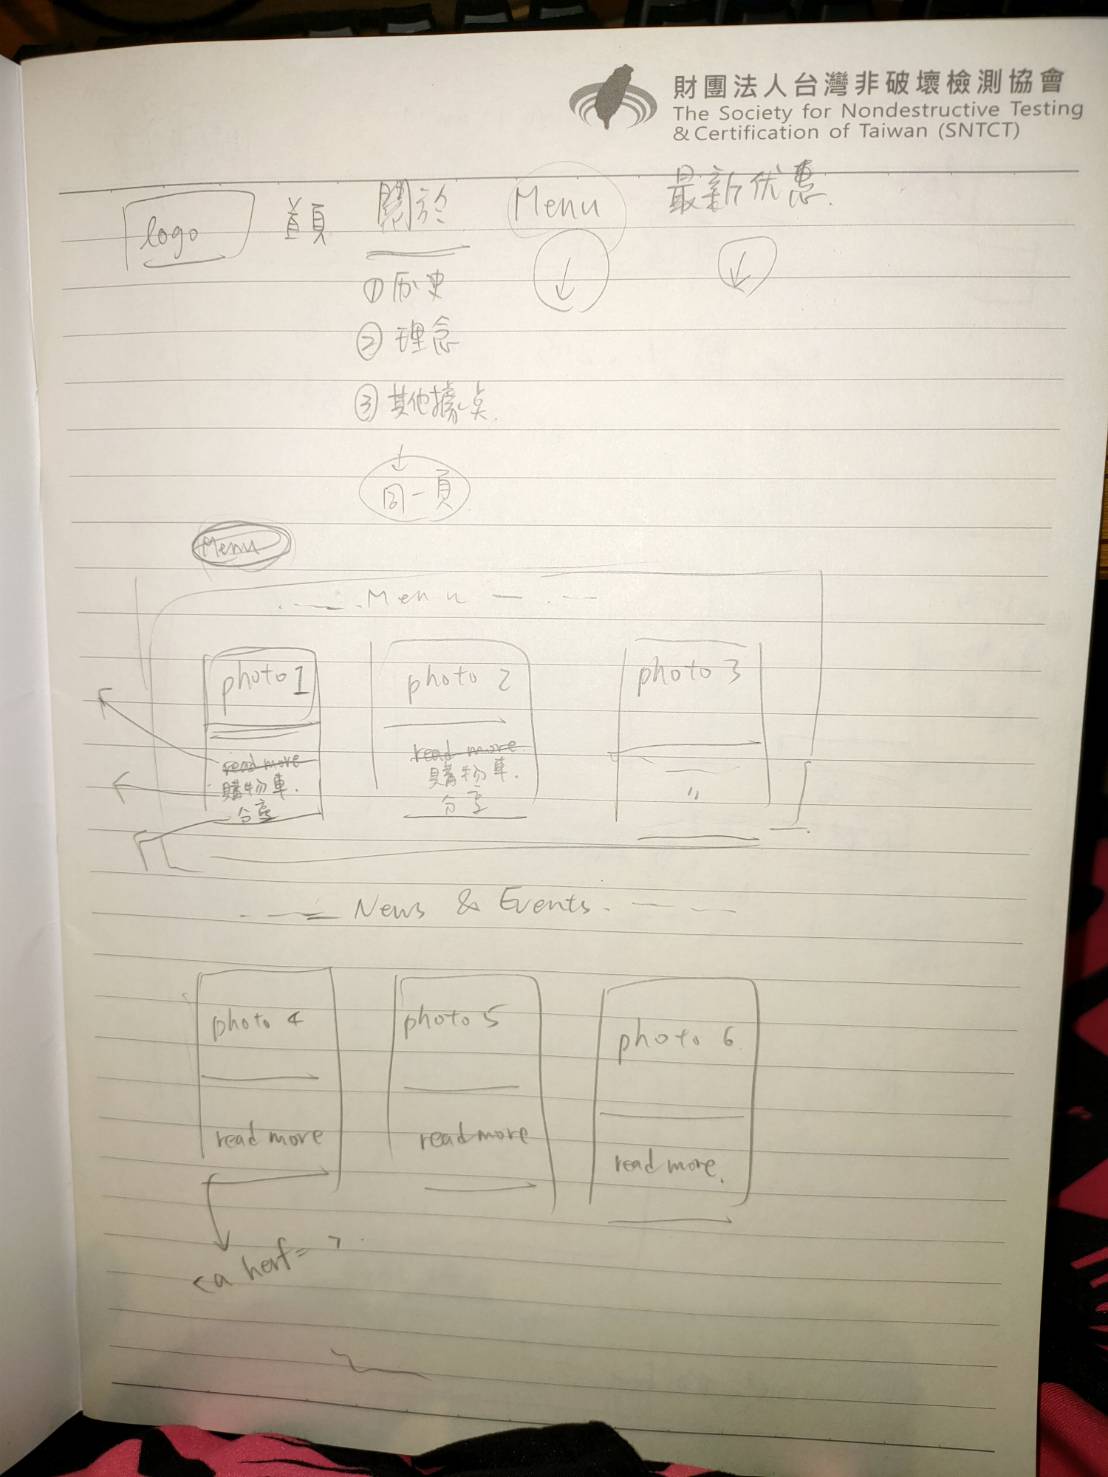 財團法人台灣非破壞檢測協會
The Society for Nondestructive Testing
& Certification of Taiwan (SNTCT)
logo 首頁 關於 Menu 最新优惠.
↓ ↓
① 历史
② 理念
③ 其他據点.
↓
同一頁
Menu
Menu
photo 1 photo 2 photo 3
read more read more
購物車. 購物車. 〃
分享 分享
News & Events.
photo 4 photo 5 photo 6
read more read more read more.
<a herf= >